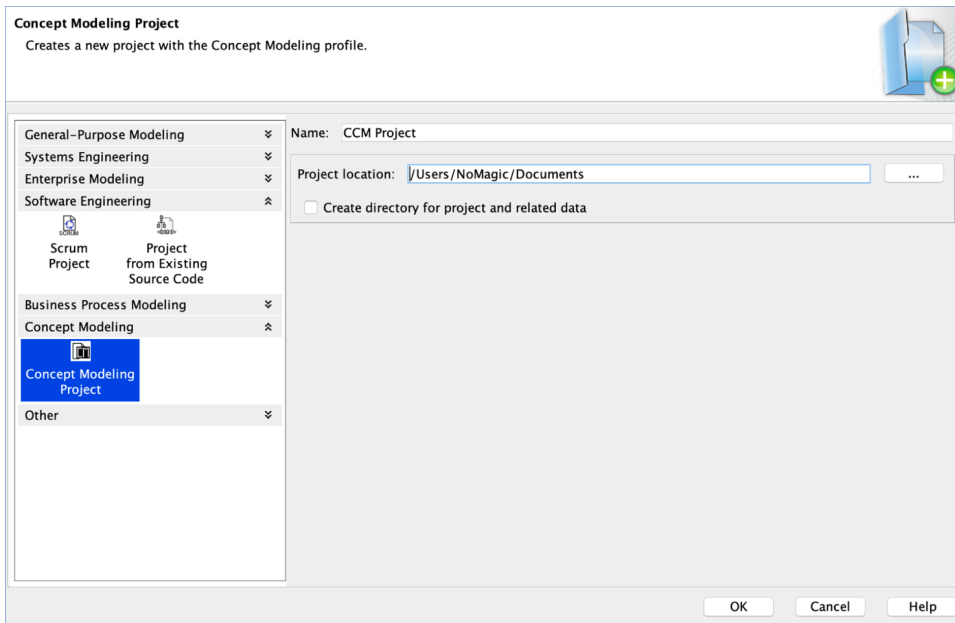 Concept Modeling Project
Creates a new project with the Concept Modeling profile.
General-Purpose Modeling
Systems Engineering
Enterprise Modeling
Software Engineering
SCRUM
Scrum
Project
Project
from Existing
Source Code
Business Process Modeling
Concept Modeling
Concept Modeling
Project
Other
Name: CCM Project
Project location: /Users/NoMagic/Documents ...
Create directory for project and related data
OK Cancel Help